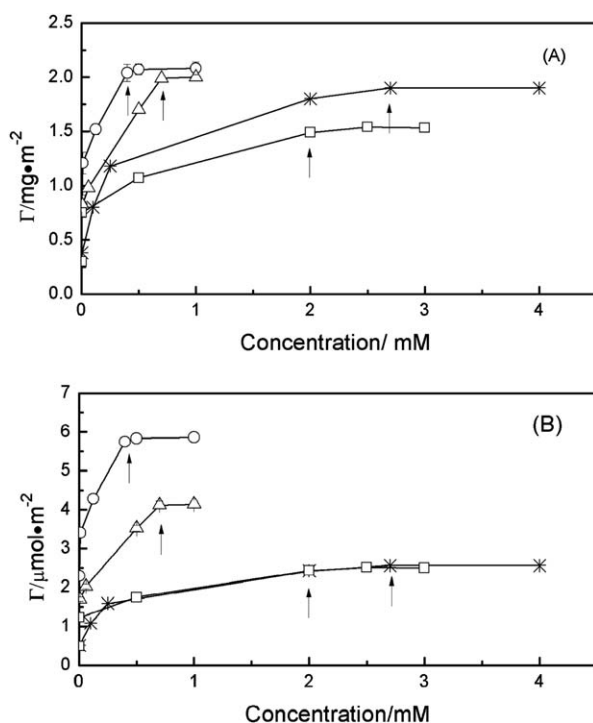 (A)
Γ/mg•m⁻²
2.5
2.0
1.5
1.0
0.5
0.0
0 1 2 3 4
Concentration/ mM
(B)
Γ/μmol•m⁻²
7
6
5
4
3
2
1
0
0 1 2 3 4
Concentration/mM